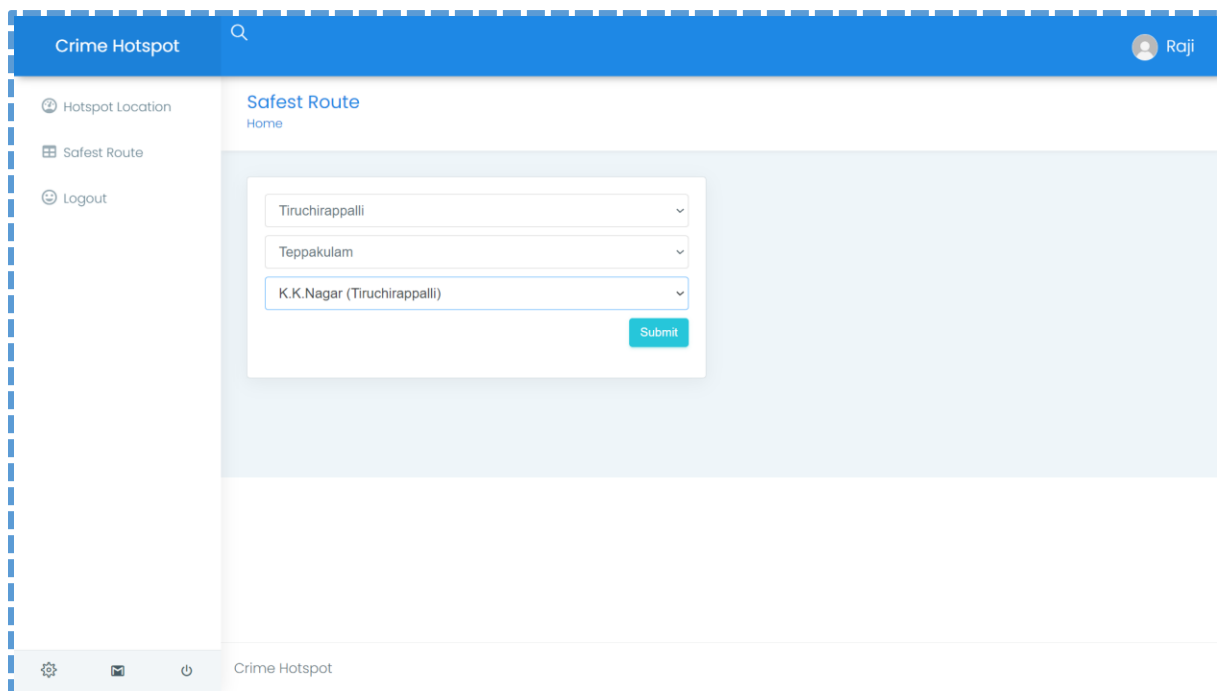 Crime Hotspot
Raji
Hotspot Location
Safest Route
Logout
Safest Route
Home
Tiruchirappalli
Teppakulam
K.K.Nagar (Tiruchirappalli)
Submit
Crime Hotspot